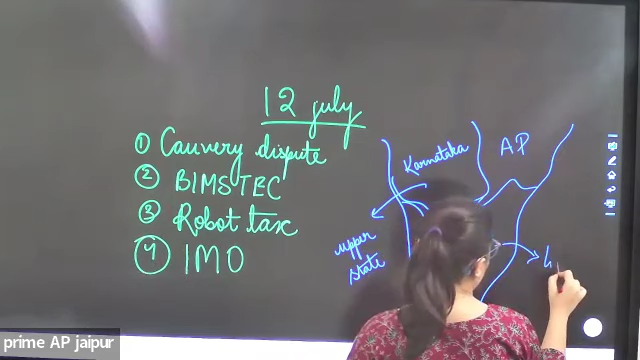 12 july
① Cauvery dispute
② BIMSTEC
③ Robot tax
④ IMO
Karnataka
AP
upper
state
prime AP jaipur